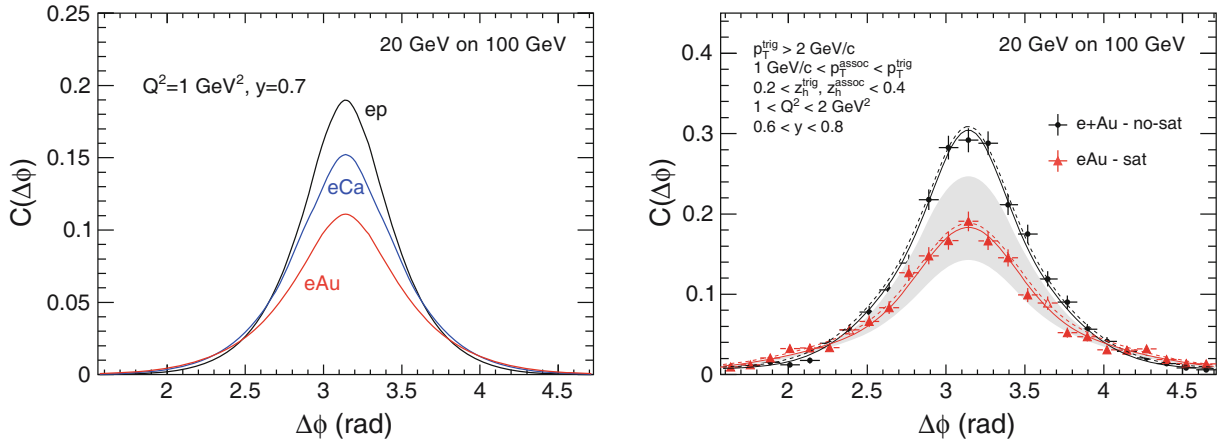 20 GeV on 100 GeV
Q²=1 GeV², y=0.7
ep
eCa
eAu
0.25
0.20
0.15
0.10
0.05
0
2 2.5 3 3.5 4 4.5
C(Δϕ)
Δϕ (rad)
20 GeV on 100 GeV
p_T^trig > 2 GeV/c
1 GeV/c < p_T^assoc < p_T^trig
0.2 < z_h^trig, z_h^assoc < 0.4
1 < Q² < 2 GeV²
0.6 < y < 0.8
e+Au - no-sat
eAu - sat
0.4
0.3
0.2
0.1
0
2 2.5 3 3.5 4 4.5
C(Δϕ)
Δϕ (rad)